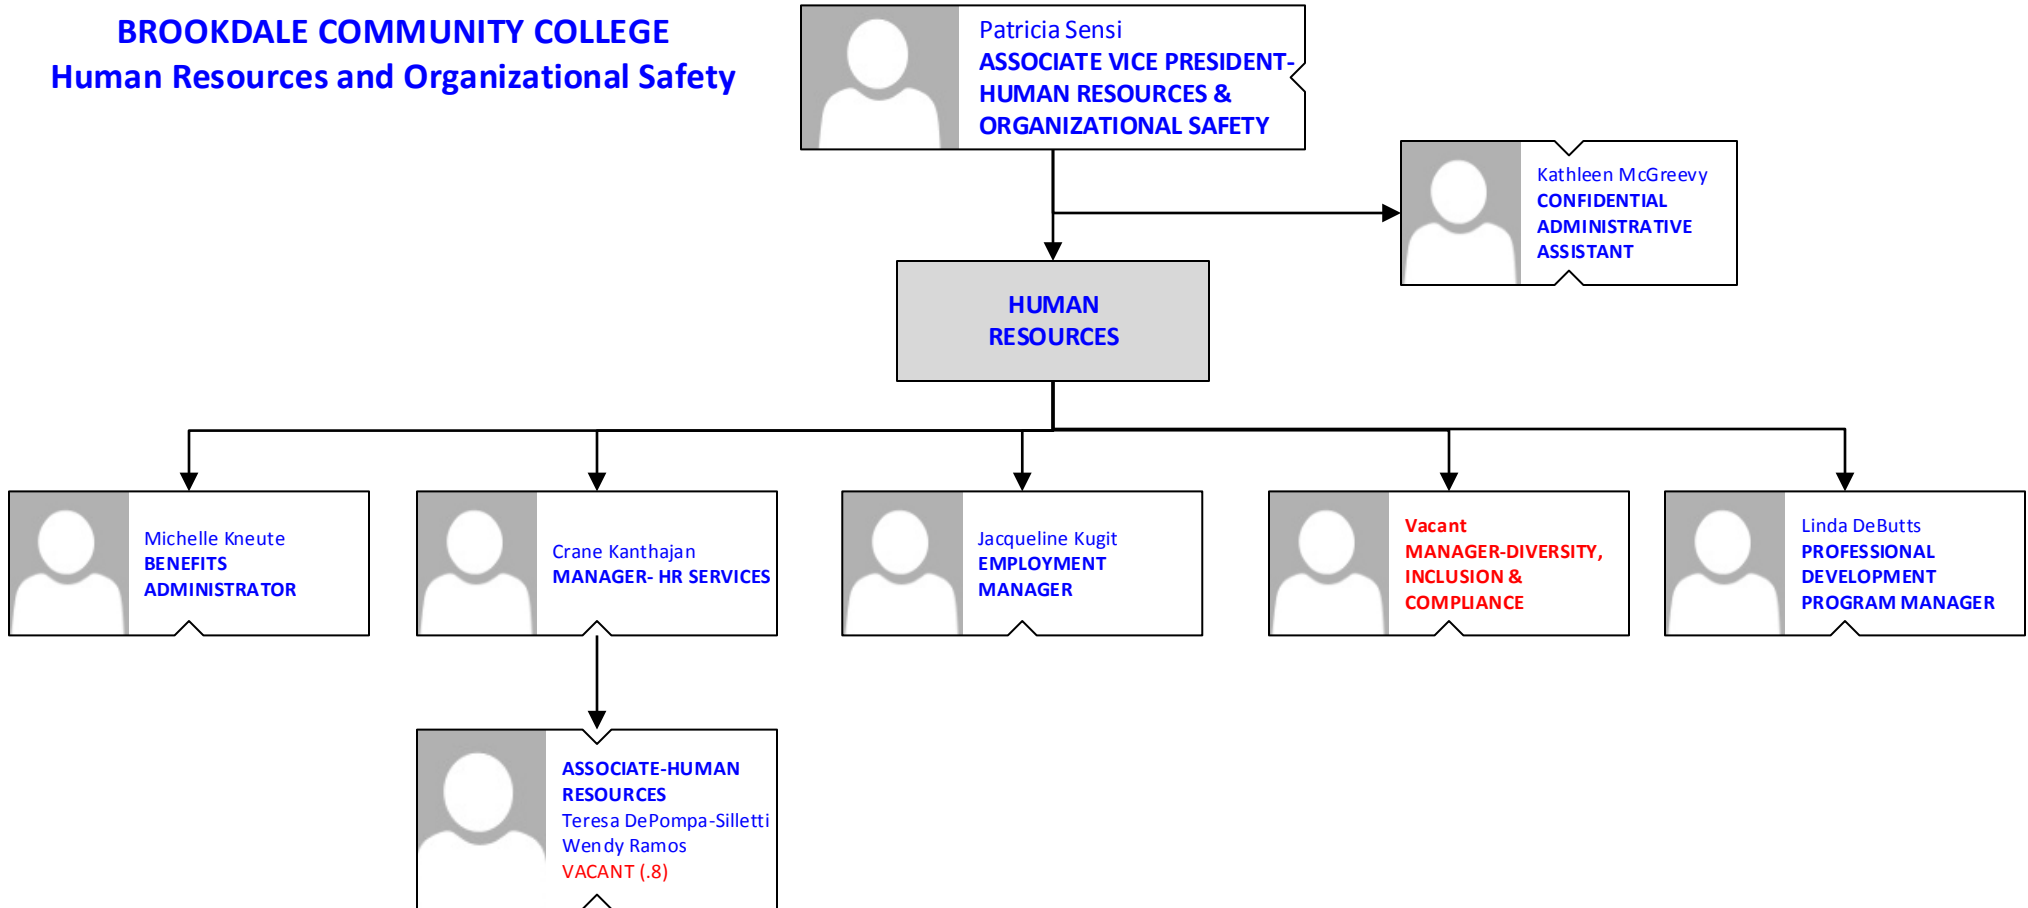 BROOKDALE COMMUNITY COLLEGE
Human Resources and Organizational Safety
Patricia Sensi
ASSOCIATE VICE PRESIDENT-
HUMAN RESOURCES &
ORGANIZATIONAL SAFETY
Kathleen McGreevy
CONFIDENTIAL
ADMINISTRATIVE
ASSISTANT
HUMAN
RESOURCES
Michelle Kneute
BENEFITS
ADMINISTRATOR
Crane Kanthajan
MANAGER- HR SERVICES
Jacqueline Kugit
EMPLOYMENT
MANAGER
Vacant
MANAGER-DIVERSITY,
INCLUSION &
COMPLIANCE
Linda DeButts
PROFESSIONAL
DEVELOPMENT
PROGRAM MANAGER
ASSOCIATE-HUMAN
RESOURCES
Teresa DePompa-Silletti
Wendy Ramos
VACANT (.8)